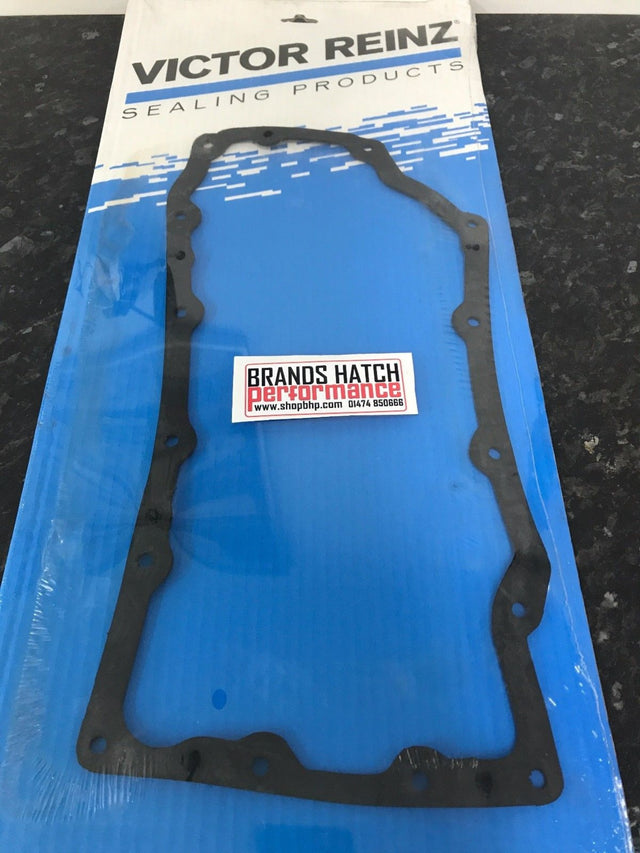 VICTOR REINZ®
SEALING PRODUCTS
BRANDS HATCH
performance
www.shopbhp.com 01474 850666